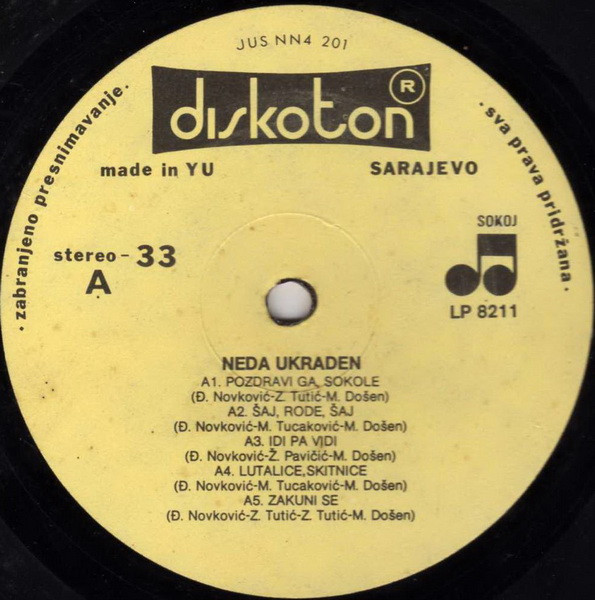 JUS NN4 201
diskoton ®
made in YU
SARAJEVO
· zabranjeno presnimavanje ·
· sva prava pridržana ·
stereo - 33
A
SOKOJ
LP 8211
NEDA UKRADEN
A1. POZDRAVI GA, SOKOLE
(Đ. Novković-Z. Tutić-M. Došen)
A2. ŠAJ, RODE, ŠAJ
(Đ. Novković-M. Tucaković-M. Došen)
A3. IDI PA VIDI
(Đ. Novković-Ž. Pavičić-M. Došen)
A4. LUTALICE,SKITNICE
(Đ. Novković-M. Tucaković-M. Došen)
A5. ZAKUNI SE
(Đ. Novković-Z. Tutić-Z. Tutić-M. Došen)